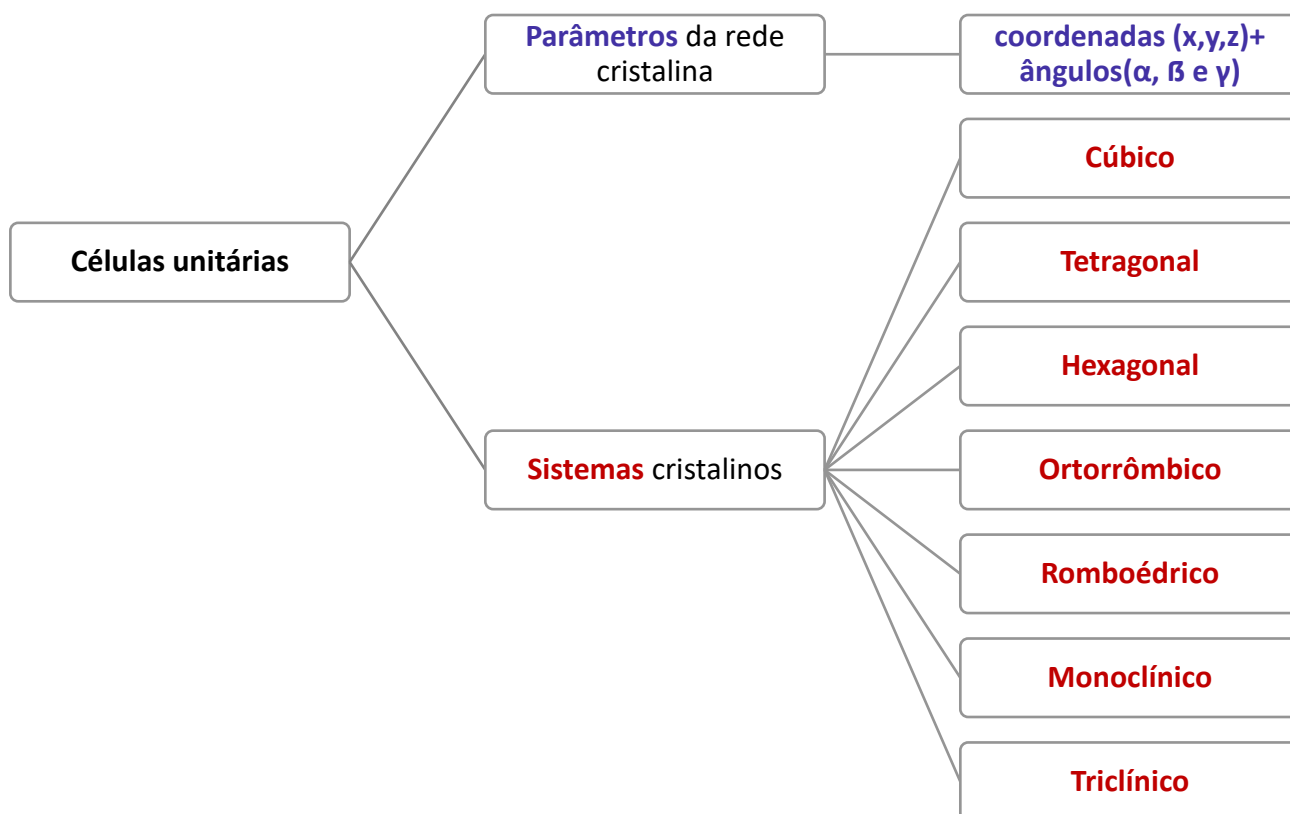 Parâmetros da rede
cristalina
coordenadas (x,y,z)+
ângulos(α, ß e γ)
Cúbico
Tetragonal
Células unitárias
Hexagonal
Sistemas cristalinos
Ortorrômbico
Romboédrico
Monoclínico
Triclínico